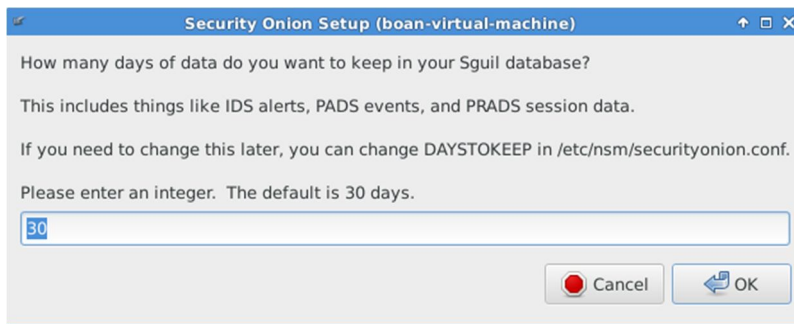 Security Onion Setup (boan-virtual-machine)
How many days of data do you want to keep in your Sguil database?
This includes things like IDS alerts, PADS events, and PRADS session data.
If you need to change this later, you can change DAYSTOKEEP in /etc/nsm/securityonion.conf.
Please enter an integer.  The default is 30 days.
30
Cancel
OK